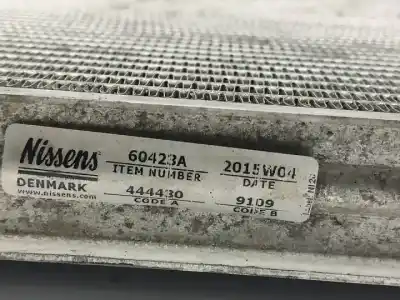 Nissens 60423A 2015W04
ITEM NUMBER DATE
DENMARK 444430 9109
www.nissens.com CODE A CODE B